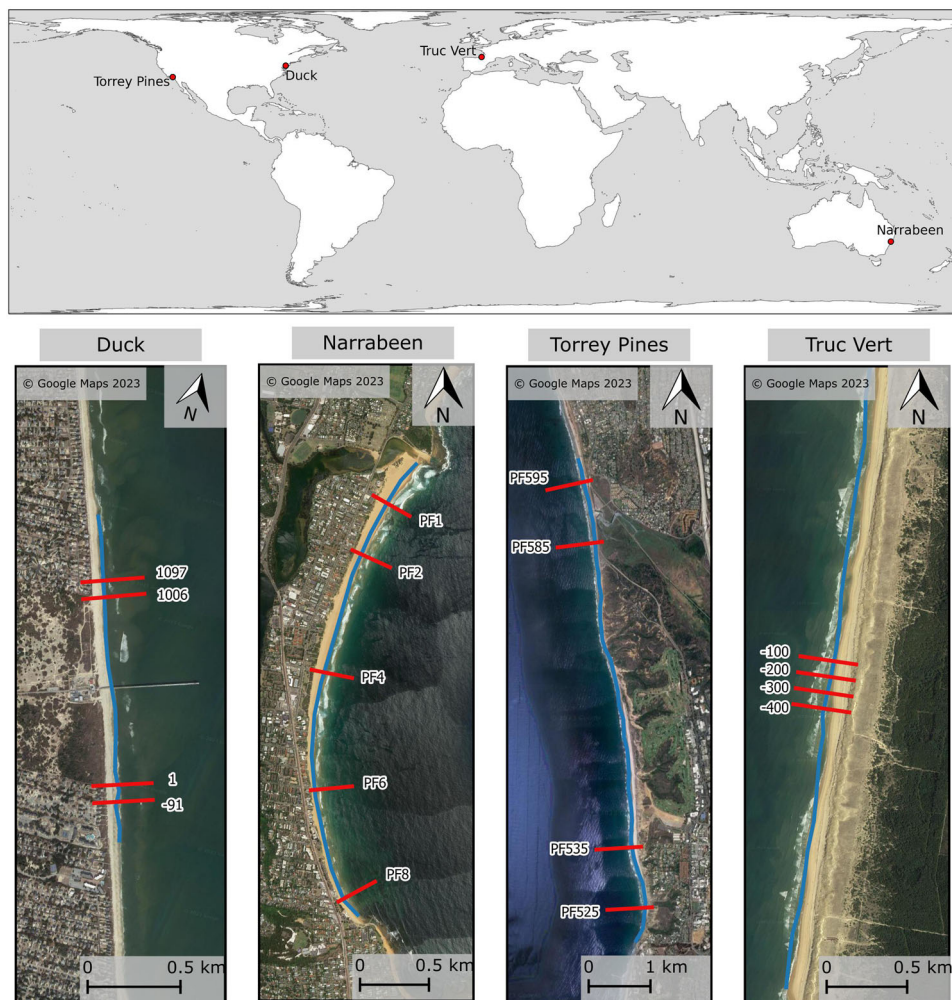 Truc Vert
Duck
Torrey Pines
Narrabeen
Duck
Narrabeen
Torrey Pines
Truc Vert
© Google Maps 2023
N
1097
1006
1
-91
0 0.5 km
© Google Maps 2023
N
PF1
PF2
PF4
PF6
PF8
0 0.5 km
© Google Maps 2023
N
PF595
PF585
PF535
PF525
0 1 km
© Google Maps 2023
N
-100
-200
-300
-400
0 0.5 km